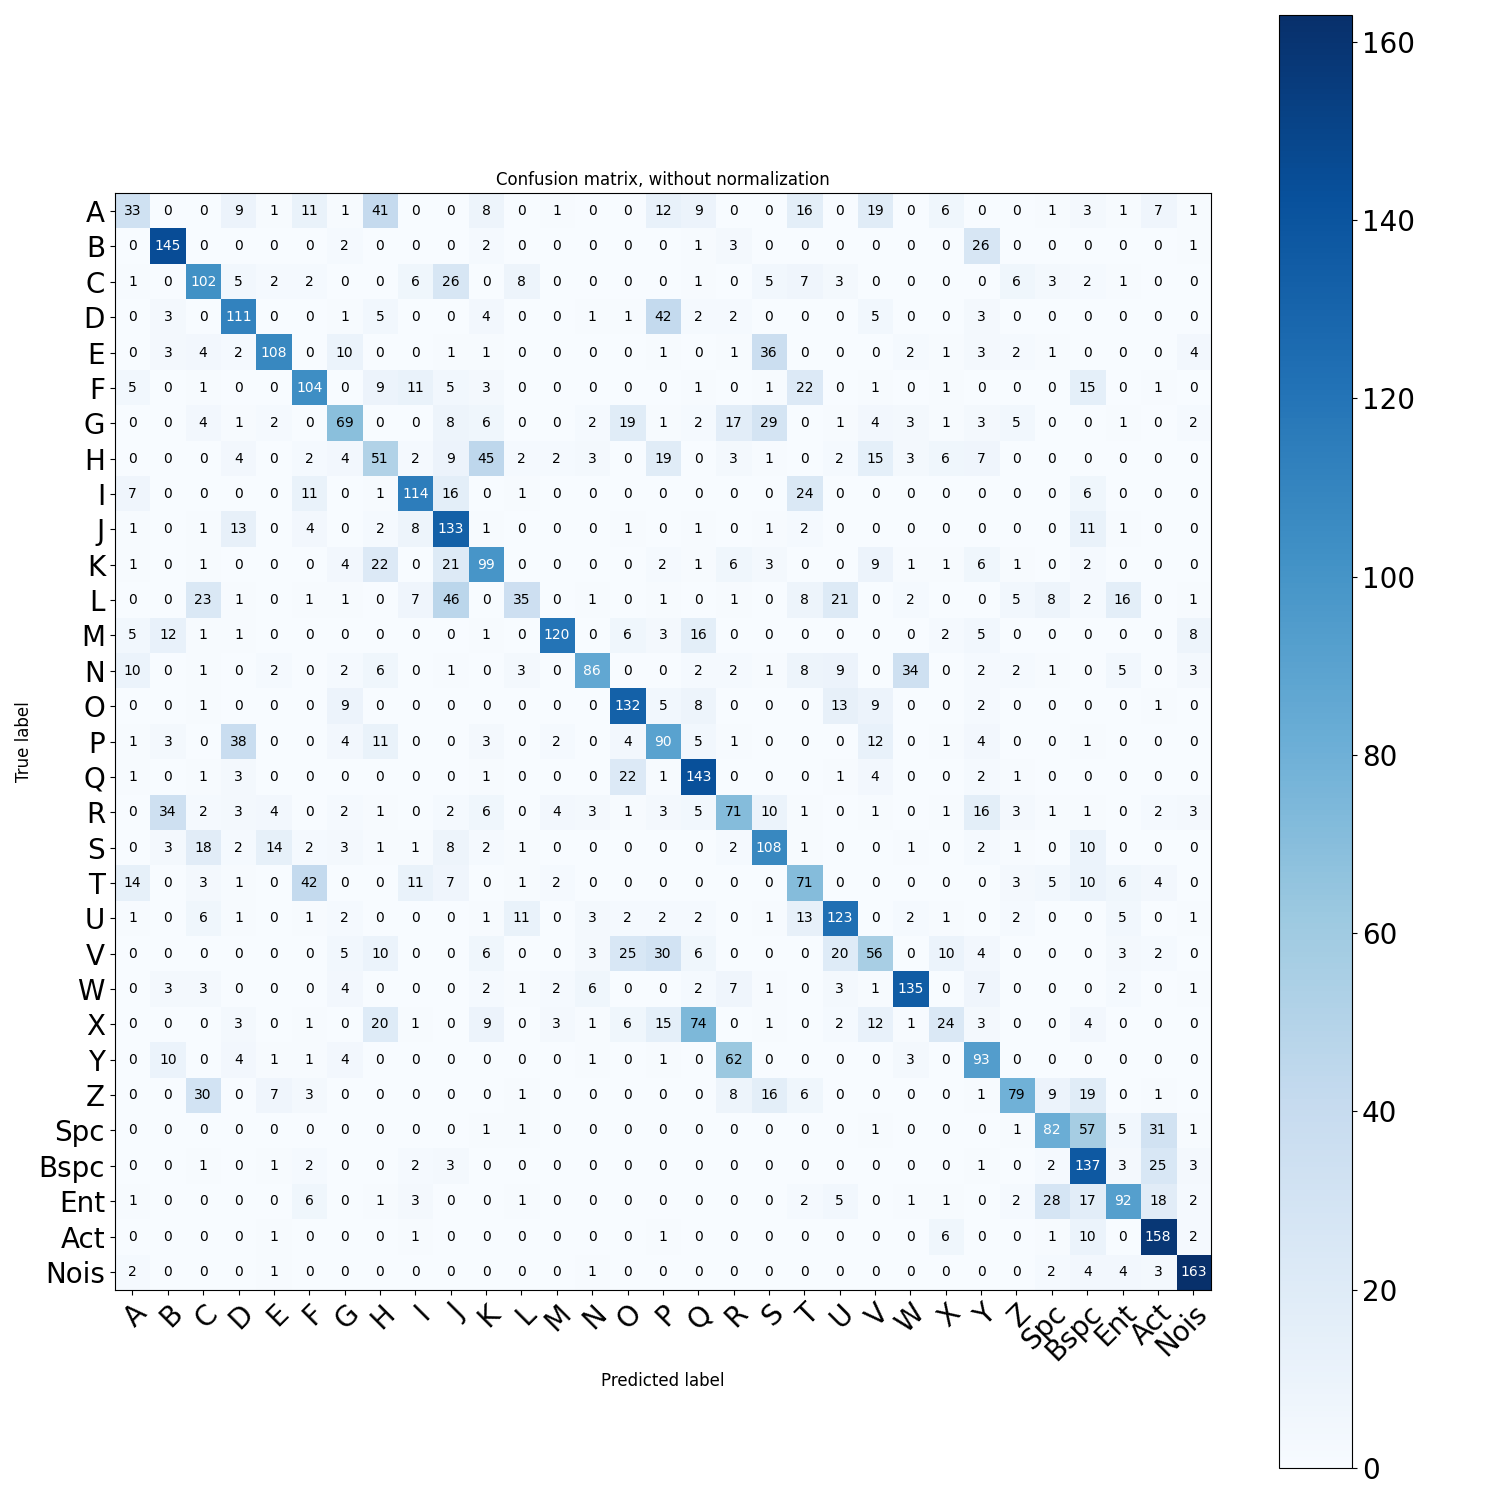 Confusion matrix, without normalization
A 33 0 0 9 1 11 1 41 0 0 8 0 1 0 0 12 9 0 0 16 0 19 0 6 0 0 1 3 1 7 1
B 0 145 0 0 0 0 2 0 0 0 2 0 0 0 0 0 1 3 0 0 0 0 0 0 26 0 0 0 0 0 1
C 1 0 102 5 2 2 0 0 6 26 0 8 0 0 0 0 1 0 5 7 3 0 0 0 0 6 3 2 1 0 0
D 0 3 0 111 0 0 1 5 0 0 4 0 0 1 1 42 2 2 0 0 0 5 0 0 3 0 0 0 0 0 0
E 0 3 4 2 108 0 10 0 0 1 1 0 0 0 0 1 0 1 36 0 0 0 2 1 3 2 1 0 0 0 4
F 5 0 1 0 0 104 0 9 11 5 3 0 0 0 0 0 1 0 1 22 0 1 0 1 0 0 0 15 0 1 0
G 0 0 4 1 2 0 69 0 0 8 6 0 0 2 19 1 2 17 29 0 1 4 3 1 3 5 0 0 1 0 2
H 0 0 0 4 0 2 4 51 2 9 45 2 2 3 0 19 0 3 1 0 2 15 3 6 7 0 0 0 0 0 0
I 7 0 0 0 0 11 0 1 114 16 0 1 0 0 0 0 0 0 0 24 0 0 0 0 0 0 0 6 0 0 0
J 1 0 1 13 0 4 0 2 8 133 1 0 0 0 1 0 1 0 1 2 0 0 0 0 0 0 0 11 1 0 0
K 1 0 1 0 0 0 4 22 0 21 99 0 0 0 0 2 1 6 3 0 0 9 1 1 6 1 0 2 0 0 0
L 0 0 23 1 0 1 1 0 7 46 0 35 0 1 0 1 0 1 0 8 21 0 2 0 0 5 8 2 16 0 1
M 5 12 1 1 0 0 0 0 0 0 1 0 120 0 6 3 16 0 0 0 0 0 0 2 5 0 0 0 0 0 8
N 10 0 1 0 2 0 2 6 0 1 0 3 0 86 0 0 2 2 1 8 9 0 34 0 2 2 1 0 5 0 3
O 0 0 1 0 0 0 9 0 0 0 0 0 0 0 132 5 8 0 0 0 13 9 0 0 2 0 0 0 0 1 0
P 1 3 0 38 0 0 4 11 0 0 3 0 2 0 4 90 5 1 0 0 0 12 0 1 4 0 0 1 0 0 0
Q 1 0 1 3 0 0 0 0 0 0 1 0 0 0 22 1 143 0 0 0 1 4 0 0 2 1 0 0 0 0 0
R 0 34 2 3 4 0 2 1 0 2 6 0 4 3 1 3 5 71 10 1 0 1 0 1 16 3 1 1 0 2 3
S 0 3 18 2 14 2 3 1 1 8 2 1 0 0 0 0 0 2 108 1 0 0 1 0 2 1 0 10 0 0 0
T 14 0 3 1 0 42 0 0 11 7 0 1 2 0 0 0 0 0 0 71 0 0 0 0 0 3 5 10 6 4 0
U 1 0 6 1 0 1 2 0 0 0 1 11 0 3 2 2 2 0 1 13 123 0 2 1 0 2 0 0 5 0 1
V 0 0 0 0 0 0 5 10 0 0 6 0 0 3 25 30 6 0 0 0 20 56 0 10 4 0 0 0 3 2 0
W 0 3 3 0 0 0 4 0 0 0 2 1 2 6 0 0 2 7 1 0 3 1 135 0 7 0 0 0 2 0 1
X 0 0 0 3 0 1 0 20 1 0 9 0 3 1 6 15 74 0 1 0 2 12 1 24 3 0 0 4 0 0 0
Y 0 10 0 4 1 1 4 0 0 0 0 0 0 1 0 1 0 62 0 0 0 0 3 0 93 0 0 0 0 0 0
Z 0 0 30 0 7 3 0 0 0 0 0 1 0 0 0 0 0 8 16 6 0 0 0 0 1 79 9 19 0 1 0
Spc 0 0 0 0 0 0 0 0 0 0 1 1 0 0 0 0 0 0 0 0 0 1 0 0 0 1 82 57 5 31 1
Bspc 0 0 1 0 1 2 0 0 2 3 0 0 0 0 0 0 0 0 0 0 0 0 0 0 1 0 2 137 3 25 3
Ent 1 0 0 0 0 6 0 1 3 0 0 1 0 0 0 0 0 0 0 2 5 0 1 1 0 2 28 17 92 18 2
Act 0 0 0 0 1 0 0 0 1 0 0 0 0 0 0 1 0 0 0 0 0 0 0 6 0 0 1 10 0 158 2
Nois 2 0 0 0 1 0 0 0 0 0 0 0 0 1 0 0 0 0 0 0 0 0 0 0 0 0 2 4 4 3 163
A B C D E F G H I J K L M N O P Q R S T U V W X Y Z Spc Bspc Ent Act Nois
Predicted label
True label
160
140
120
100
80
60
40
20
0